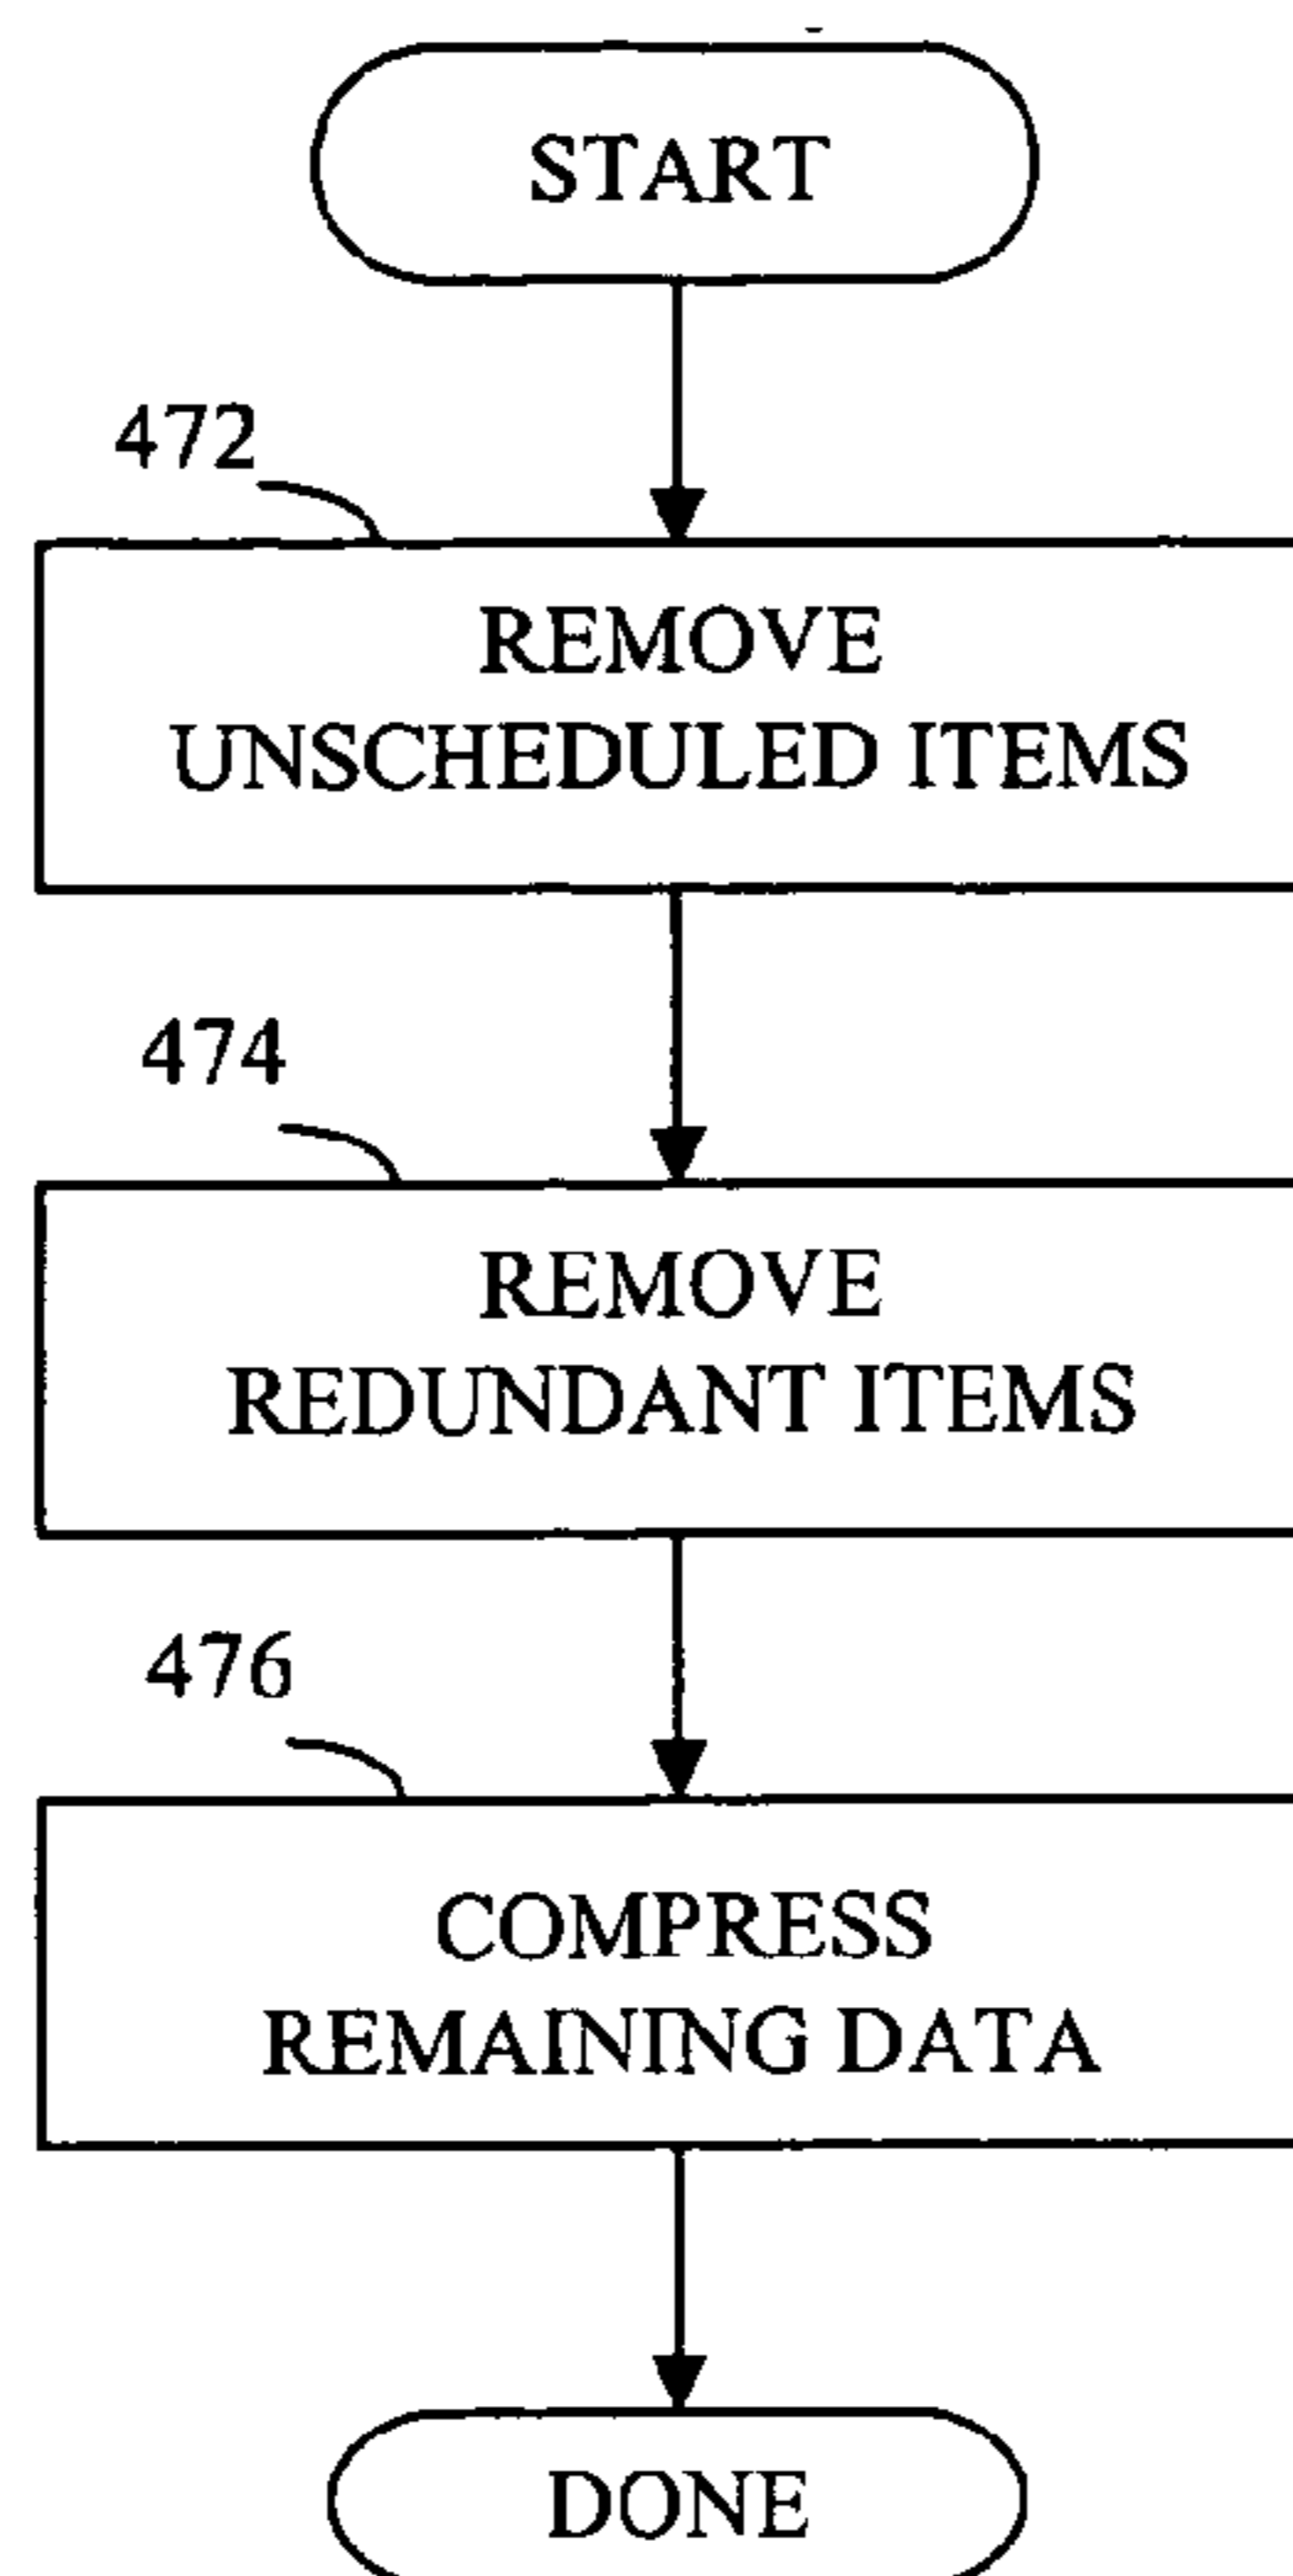 START
472
REMOVE
UNSCHEDULED ITEMS
474
REMOVE
REDUNDANT ITEMS
476
COMPRESS
REMAINING DATA
DONE